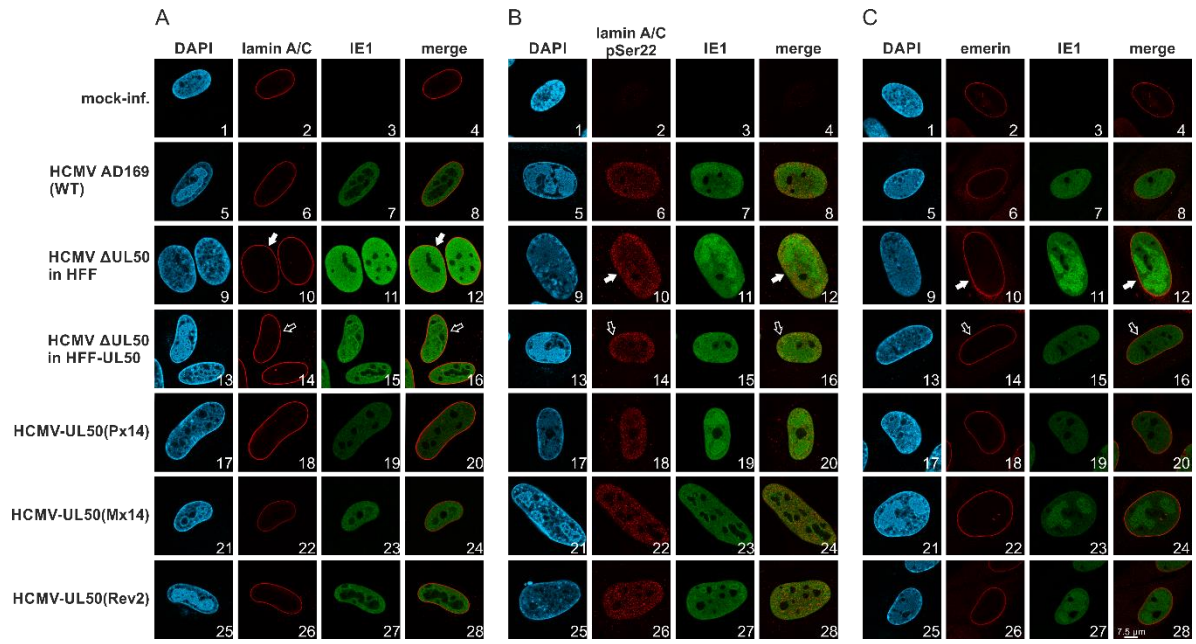 A B C
DAPI lamin A/C IE1 merge DAPI lamin A/C pSer22 IE1 merge DAPI emerin IE1 merge
mock-inf.
1 2 3 4 1 2 3 4 1 2 3 4
HCMV AD169
(WT)
5 6 7 8 5 6 7 8 5 6 7 8
HCMV ΔUL50
in HFF
9 10 11 12 9 10 11 12 9 10 11 12
HCMV ΔUL50
in HFF-UL50
13 14 15 16 13 14 15 16 13 14 15 16
HCMV-UL50(Px14)
17 18 19 20 17 18 19 20 17 18 19 20
HCMV-UL50(Mx14)
21 22 23 24 21 22 23 24 21 22 23 24
HCMV-UL50(Rev2)
7.5 µm
25 26 27 28 25 26 27 28 25 26 27 28